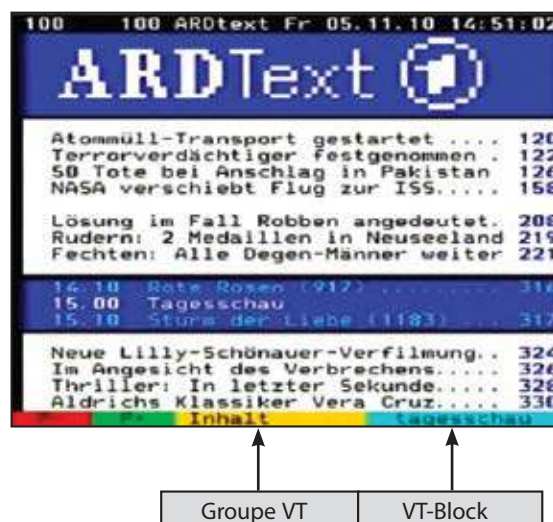 100 100 ARDtext Fr 05.11.10 14:51:02
ARDText
Atommüll-Transport gestartet .... 120
Terrorverdächtiger festgenommen . 122
50 Tote bei Anschlag in Pakistan 126
NASA verschiebt Flug zur ISS..... 158
Lösung im Fall Robben angedeutet. 208
Rudern: 2 Medaillen in Neuseeland 219
Fechten: Alle Degen-Männer weiter 221
14.10 Rote Rosen (917) ......... 316
15.00 Tagesschau
15.10 Sturm der Liebe (1183) ... 317
Neue Lilly-Schönauer-Verfilmung.. 324
Im Angesicht des Verbrechens..... 326
Thriller: In letzter Sekunde..... 328
Aldrichs Klassiker Vera Cruz..... 330
P- P+ Inhalt tagesschau
Groupe VT VT-Block